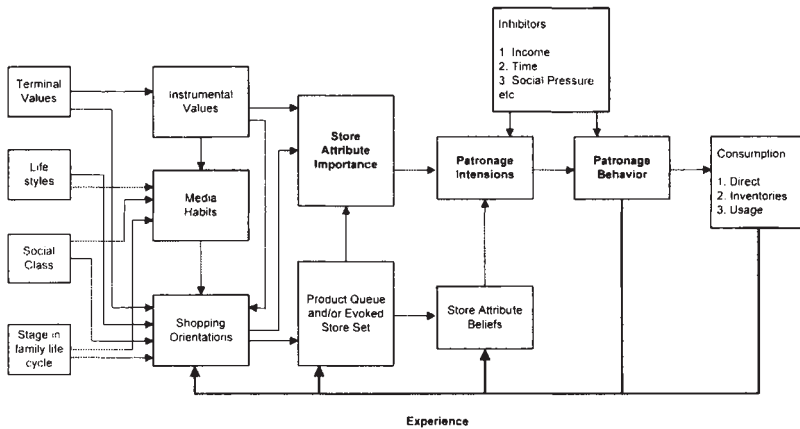 Inhibitors
1 Income
2. Time
3 Social Pressure
etc
Terminal
Values
Instrumental
Values
Store
Attribute
Importance
Patronage
Intensions
Patronage
Behavior
Consumption
1. Direct
2. Inventories
3. Usage
Life
styles
Media
Habits
Social
Class
Shopping
Orientations
Product Queue
and/or Evoked
Store Set
Store Attribute
Beliefs
Stage in
family life
cycle
Experience